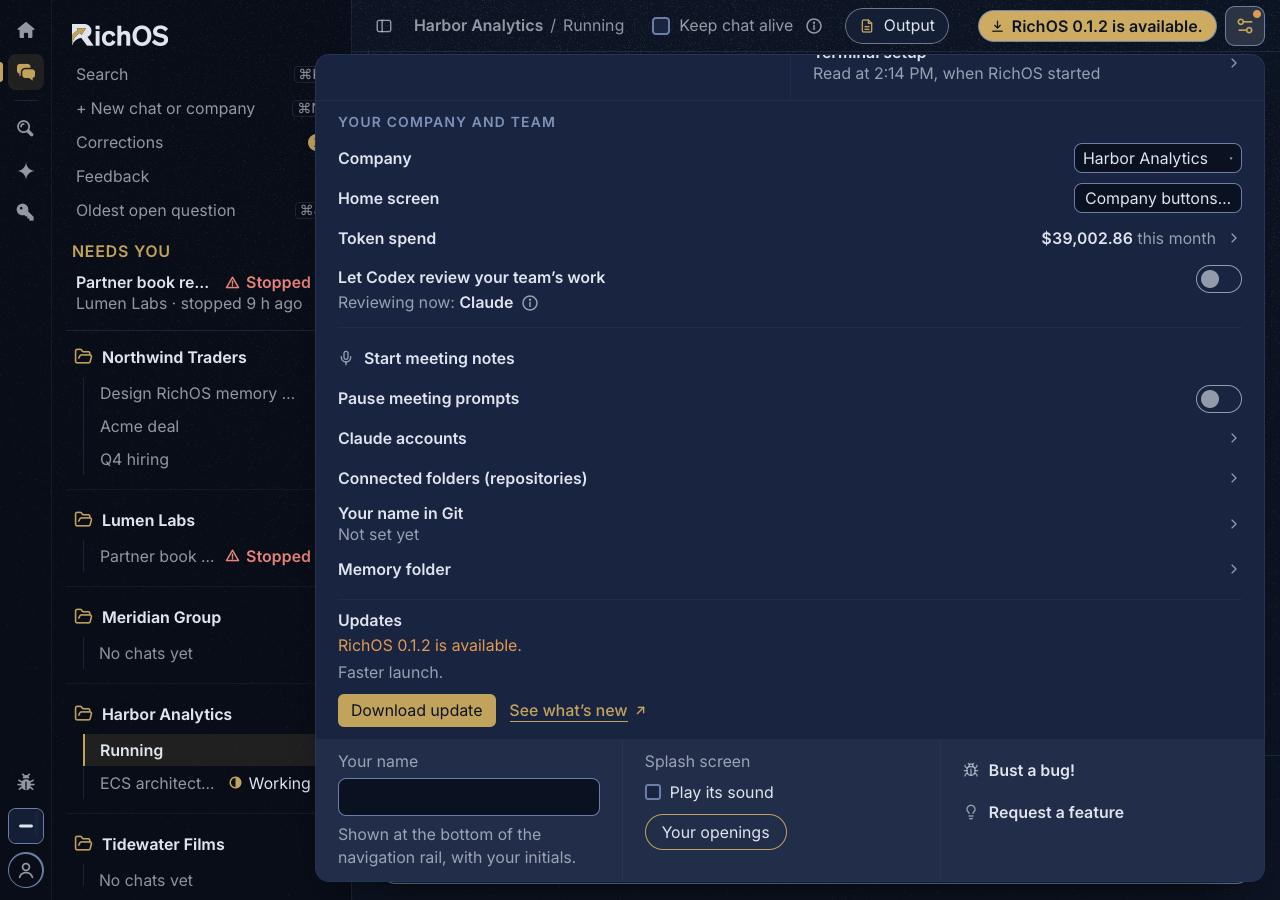 RichOS
Harbor Analytics / Running
Keep chat alive
Output
RichOS 0.1.2 is available.
Search
+ New chat or company
Corrections
Feedback
Oldest open question
NEEDS YOU
Partner book re... Stopped
Lumen Labs · stopped 9 h ago
Northwind Traders
Design RichOS memory ...
Acme deal
Q4 hiring
Lumen Labs
Partner book ... Stopped
Meridian Group
No chats yet
Harbor Analytics
Running
ECS architect... Working
Tidewater Films
No chats yet
Terminal setup
Read at 2:14 PM, when RichOS started
YOUR COMPANY AND TEAM
Company
Harbor Analytics
Home screen
Company buttons...
Token spend
$39,002.86 this month
Let Codex review your team’s work
Reviewing now: Claude
Start meeting notes
Pause meeting prompts
Claude accounts
Connected folders (repositories)
Your name in Git
Not set yet
Memory folder
Updates
RichOS 0.1.2 is available.
Faster launch.
Download update
See what’s new ↗
Your name
Shown at the bottom of the
navigation rail, with your initials.
Splash screen
Play its sound
Your openings
Bust a bug!
Request a feature